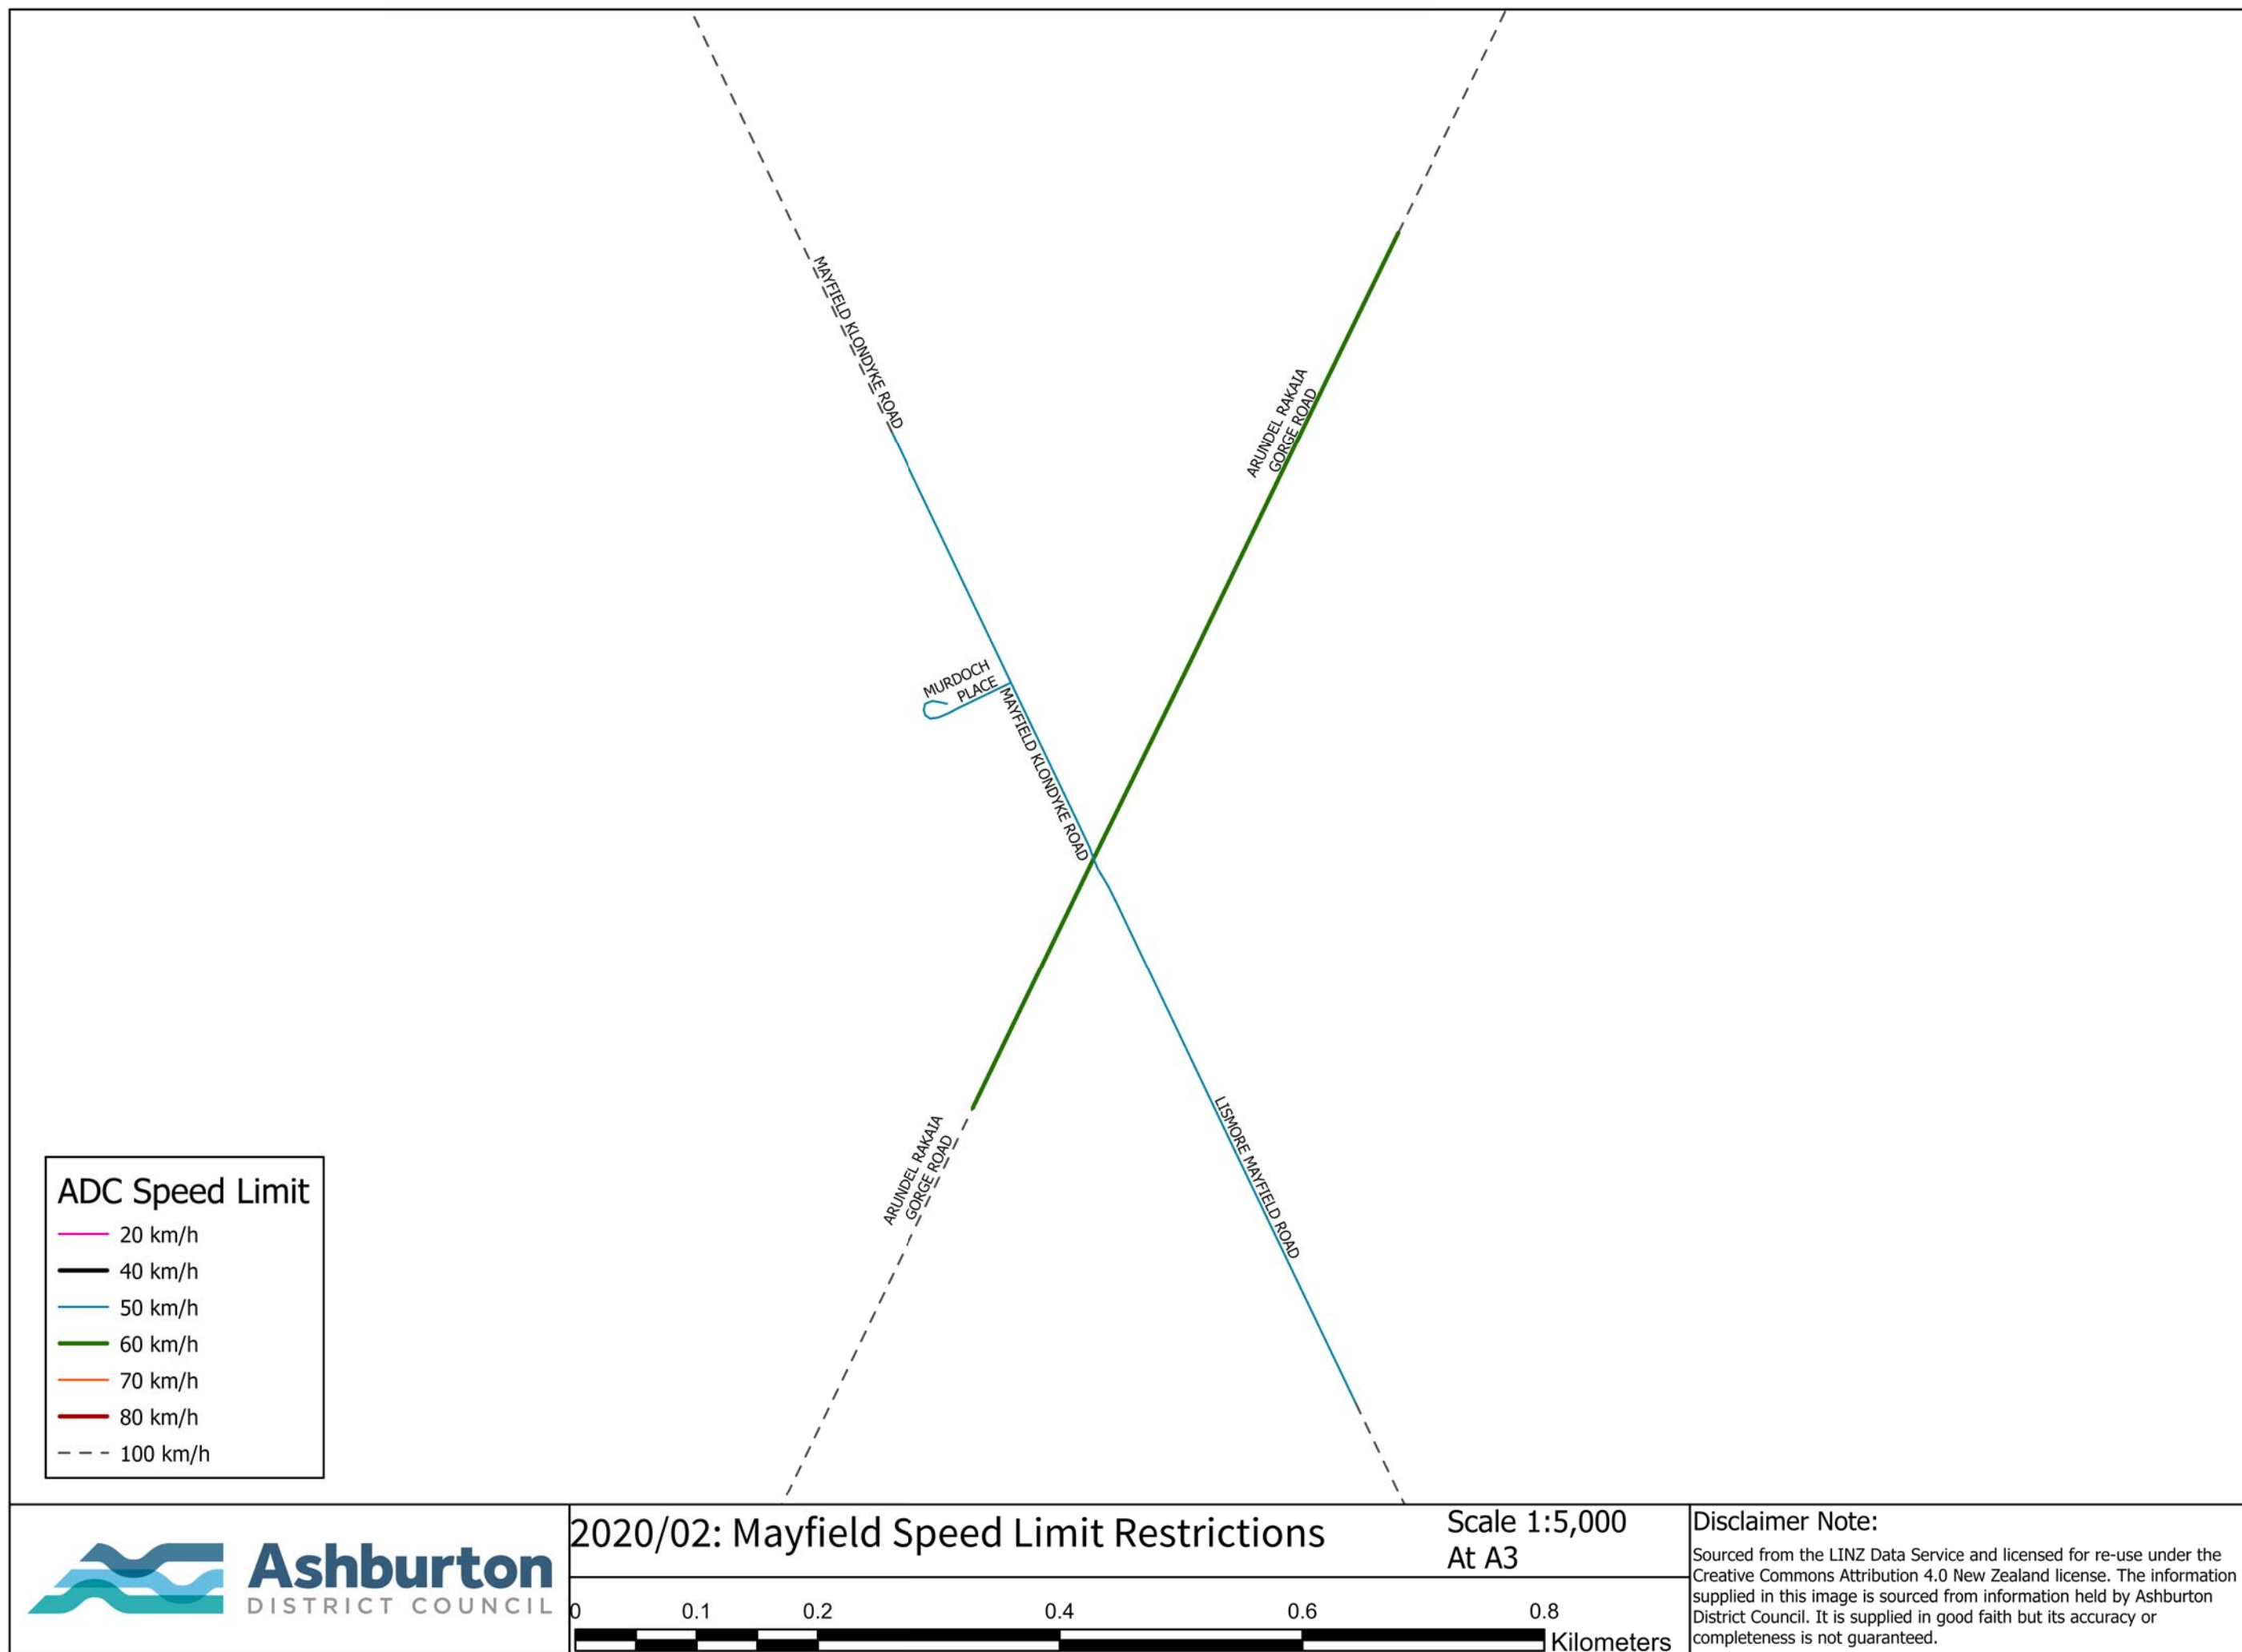 MAYFIELD KLONDYKE ROAD
ARUNDEL RAKAIA
GORGE ROAD
MURDOCH
PLACE
MAYFIELD KLONDYKE ROAD
ARUNDEL RAKAIA
GORGE ROAD
LISMORE MAYFIELD ROAD
ADC Speed Limit
20 km/h
40 km/h
50 km/h
60 km/h
70 km/h
80 km/h
100 km/h
Ashburton
DISTRICT COUNCIL
2020/02: Mayfield Speed Limit Restrictions
Scale 1:5,000
At A3
0 0.1 0.2 0.4 0.6 0.8
Kilometers
Disclaimer Note:
Sourced from the LINZ Data Service and licensed for re-use under the
Creative Commons Attribution 4.0 New Zealand license. The information
supplied in this image is sourced from information held by Ashburton
District Council. It is supplied in good faith but its accuracy or
completeness is not guaranteed.